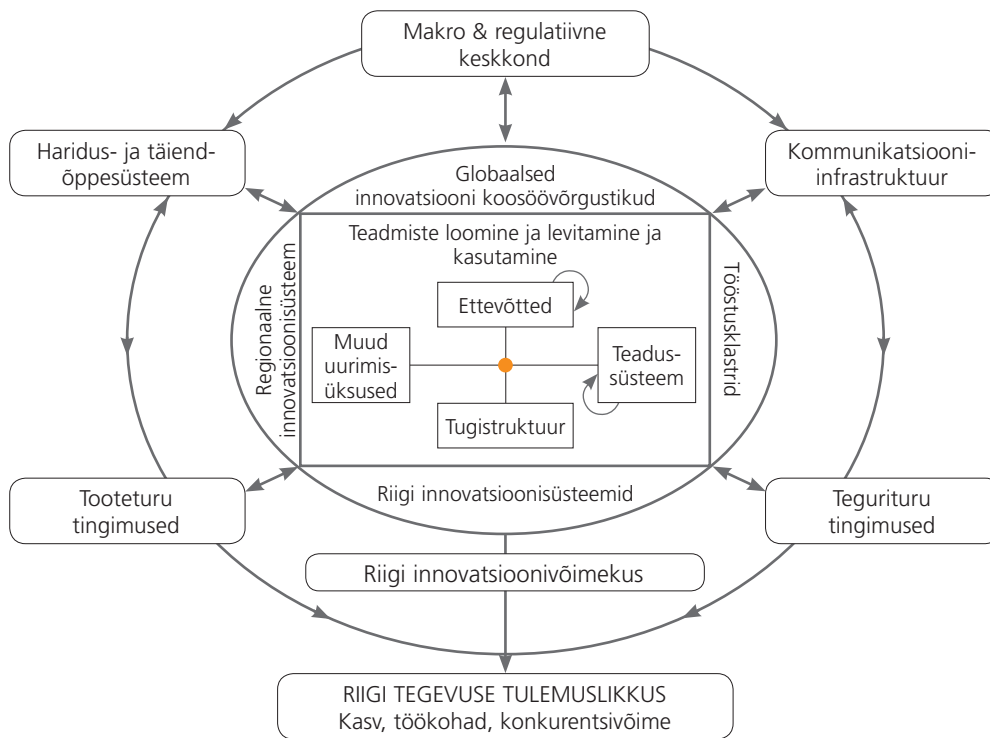 Makro & regulatiivne
keskkond
Haridus- ja täiend-
õppesüsteem
Kommunikatsiooni-
infrastruktuur
Globaalsed
innovatsiooni koosöövõrgustikud
Teadmiste loomine ja levitamine ja
kasutamine
Regionaalne
innovatsioonisüsteem
Tööstusklastrid
Ettevõtted
Muud
uurimis-
üksused
Teadus-
süsteem
Tugistruktuur
Riigi innovatsioonisüsteemid
Tooteturu
tingimused
Tegurituru
tingimused
Riigi innovatsioonivõimekus
RIIGI TEGEVUSE TULEMUSLIKKUS
Kasv, töökohad, konkurentsivõime